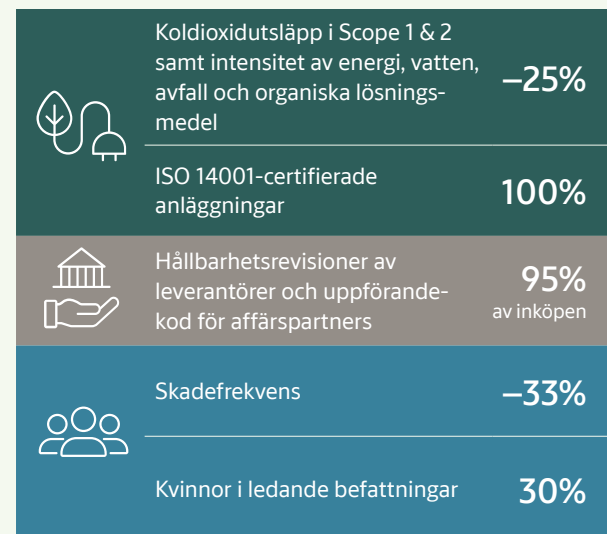 Koldioxidutsläpp i Scope 1 & 2
samt intensitet av energi, vatten,
avfall och organiska lösnings-
medel
–25%
ISO 14001-certifierade
anläggningar
100%
Hållbarhetsrevisioner av
leverantörer och uppförande-
kod för affärspartners
95%
av inköpen
Skadefrekvens
–33%
Kvinnor i ledande befattningar
30%